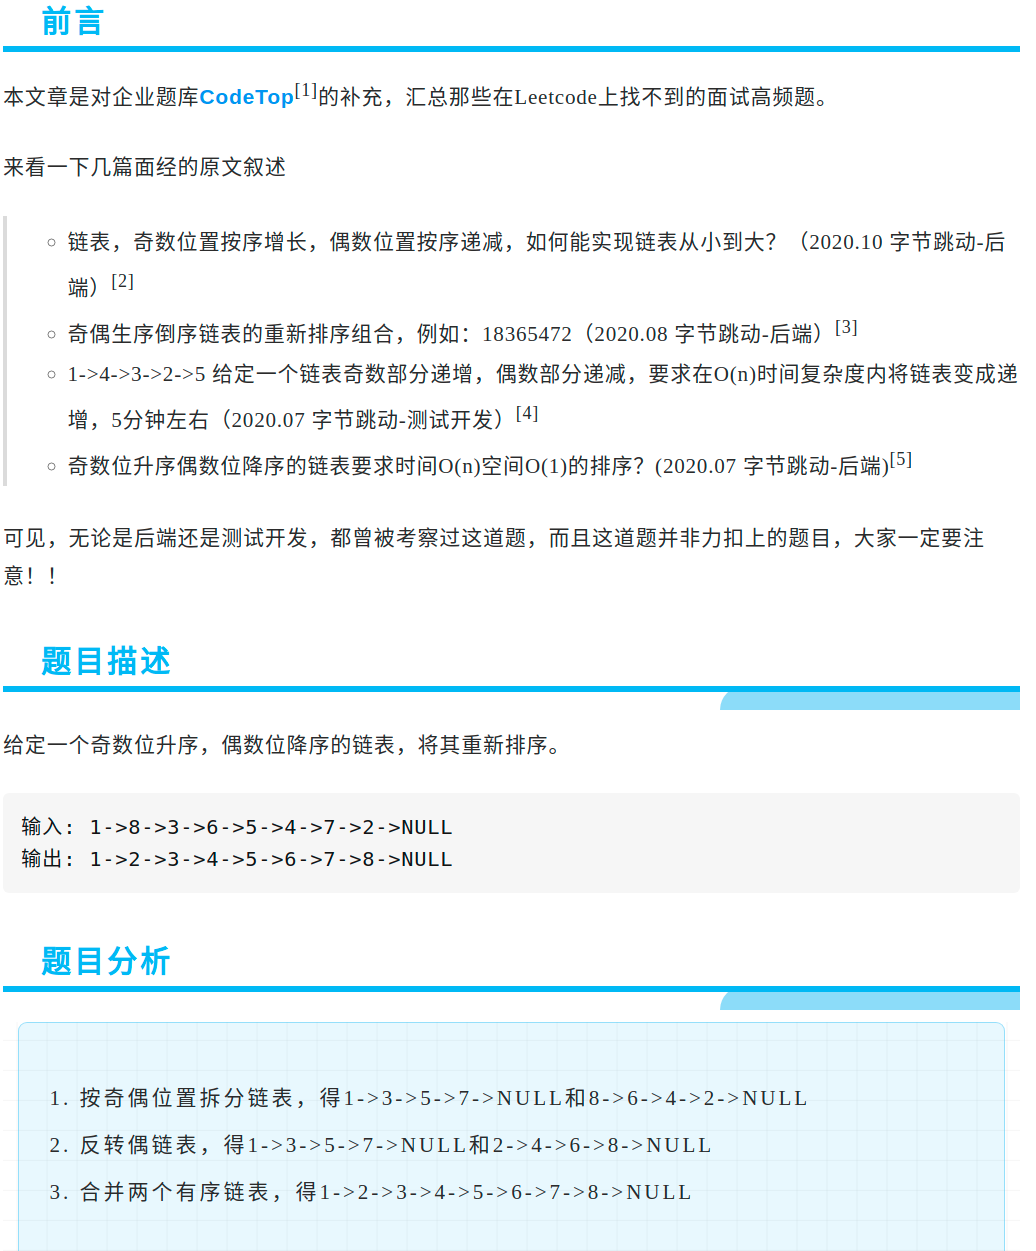 前言
本文章是对企业题库CodeTop[1]的补充，汇总那些在Leetcode上找不到的面试高频题。
来看一下几篇面经的原文叙述
链表，奇数位置按序增长，偶数位置按序递减，如何能实现链表从小到大？（2020.10 字节跳动-后
端）[2]
奇偶生序倒序链表的重新排序组合，例如：18365472（2020.08 字节跳动-后端）[3]
1->4->3->2->5 给定一个链表奇数部分递增，偶数部分递减，要求在O(n)时间复杂度内将链表变成递
增，5分钟左右（2020.07 字节跳动-测试开发）[4]
奇数位升序偶数位降序的链表要求时间O(n)空间O(1)的排序？(2020.07 字节跳动-后端)[5]
可见，无论是后端还是测试开发，都曾被考察过这道题，而且这道题并非力扣上的题目，大家一定要注
意！！
题目描述
给定一个奇数位升序，偶数位降序的链表，将其重新排序。
输入: 1->8->3->6->5->4->7->2->NULL
输出: 1->2->3->4->5->6->7->8->NULL
题目分析
1. 按奇偶位置拆分链表，得1->3->5->7->NULL和8->6->4->2->NULL
2. 反转偶链表，得1->3->5->7->NULL和2->4->6->8->NULL
3. 合并两个有序链表，得1->2->3->4->5->6->7->8->NULL